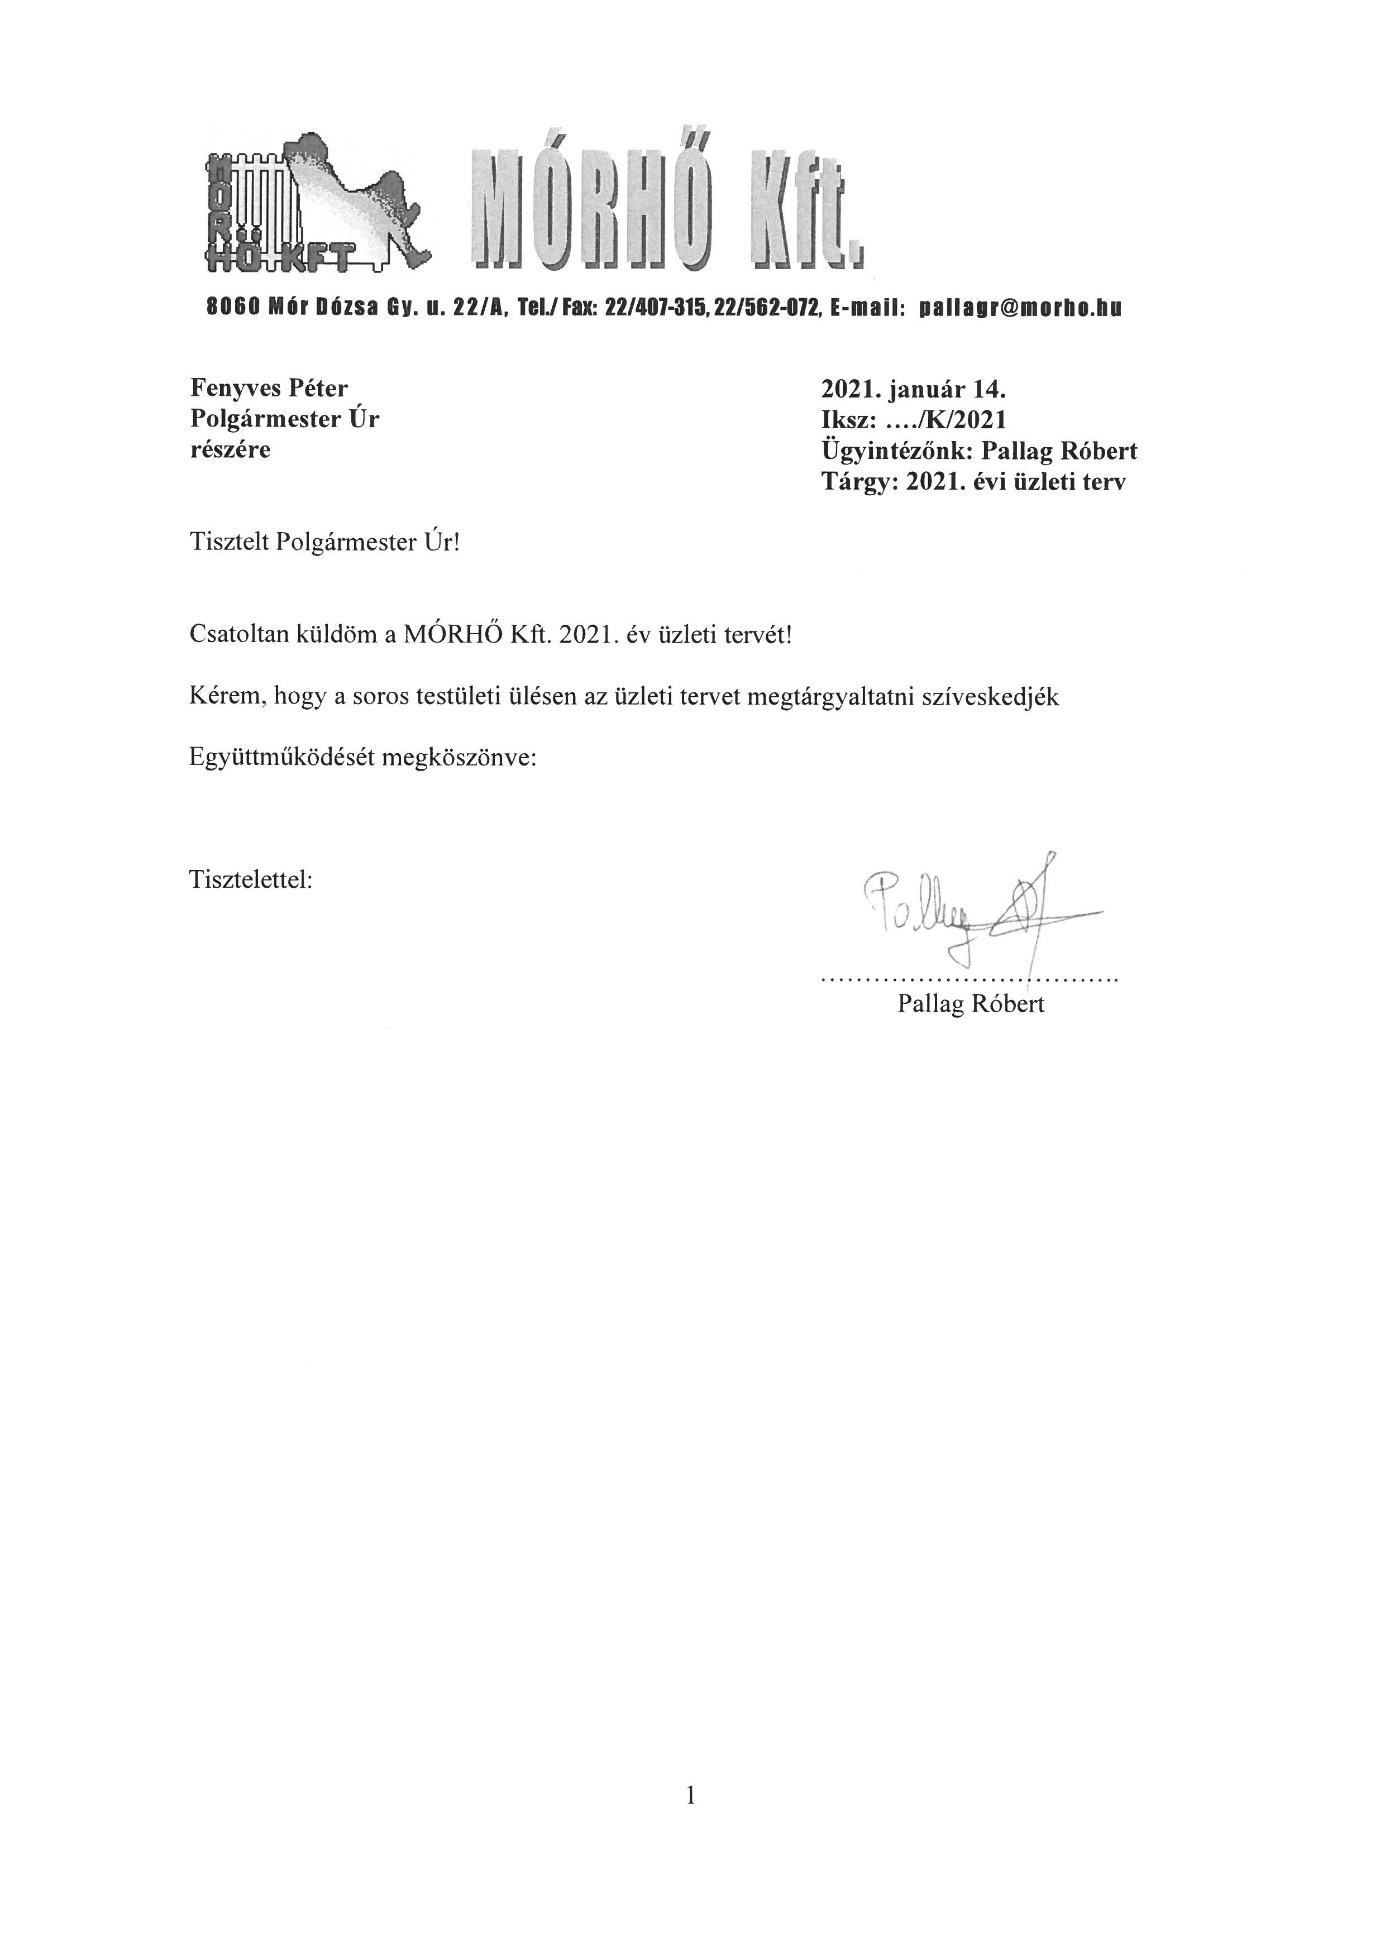 MÓRHŐ KFT
MÓRHŐ Kft.
8060 Mór Dózsa Gy. u. 22/A, Tel./Fax: 22/407-315, 22/562-072, E-mail: pallagr@morho.hu
Fenyves Péter
Polgármester Úr
részére
2021. január 14.
Iksz: …./K/2021
Ügyintézőnk: Pallag Róbert
Tárgy: 2021. évi üzleti terv
Tisztelt Polgármester Úr!
Csatoltan küldöm a MÓRHŐ Kft. 2021. év üzleti tervét!
Kérem, hogy a soros testületi ülésen az üzleti tervet megtárgyaltatni szíveskedjék
Együttműködését megköszönve:
Tisztelettel:
Pallag R
..................................
Pallag Róbert
1